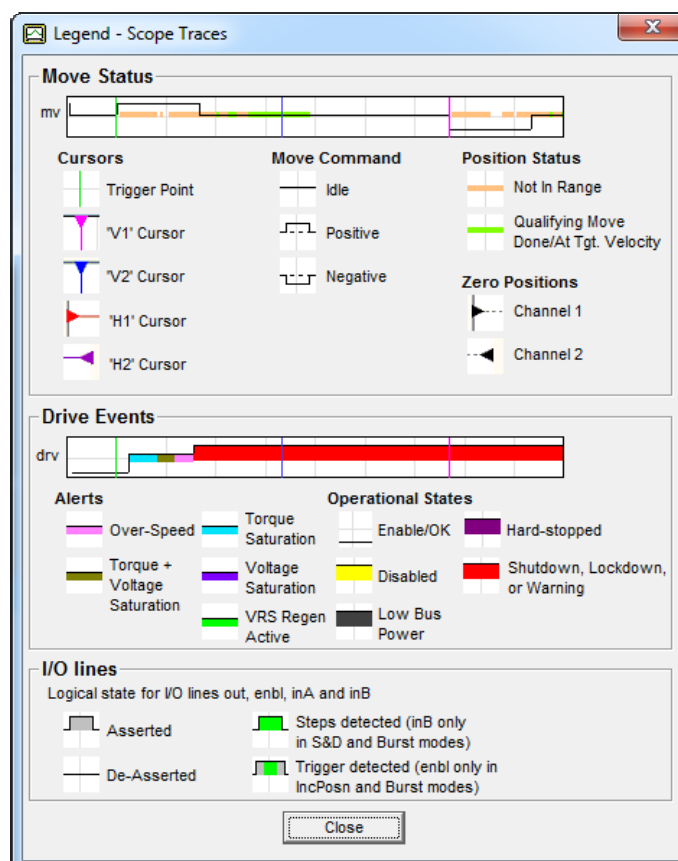 Legend - Scope Traces
x
Move Status
mv
Cursors
Move Command
Position Status
Trigger Point
Idle
Not In Range
'V1' Cursor
Positive
Qualifying Move
Done/At Tgt. Velocity
'V2' Cursor
Negative
Zero Positions
'H1' Cursor
Channel 1
'H2' Cursor
Channel 2
Drive Events
drv
Alerts
Operational States
Over-Speed
Torque
Saturation
Enable/OK
Hard-stopped
Torque +
Voltage
Saturation
Voltage
Saturation
Disabled
Shutdown, Lockdown,
or Warning
VRS Regen
Active
Low Bus
Power
I/O lines
Logical state for I/O lines out, enbl, inA and inB
Asserted
Steps detected (inB only
in S&D and Burst modes)
De-Asserted
Trigger detected (enbl only in
IncPosn and Burst modes)
Close